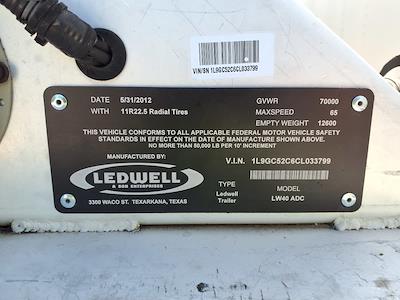 VIN/SN 1L9GC52C6CL033799
DATE 5/31/2012 GVWR 70000
WITH 11R22.5 Radial Tires MAXSPEED 65
EMPTY WEIGHT 12600
THIS VEHICLE CONFORMS TO ALL APPLICABLE FEDERAL MOTOR VEHICLE SAFETY
STANDARDS IN EFFECT ON THE DATE OF MANUFACTURE SHOWN ABOVE.
NO MORE THAN 80,000 LB PER 10' INCREMENT
MANUFACTURED BY:
V.I.N. 1L9GC52C6CL033799
LEDWELL
& SON ENTERPRISES
3300 WACO ST. TEXARKANA, TEXAS
TYPE MODEL
Ledwell LW40 ADC
Trailer